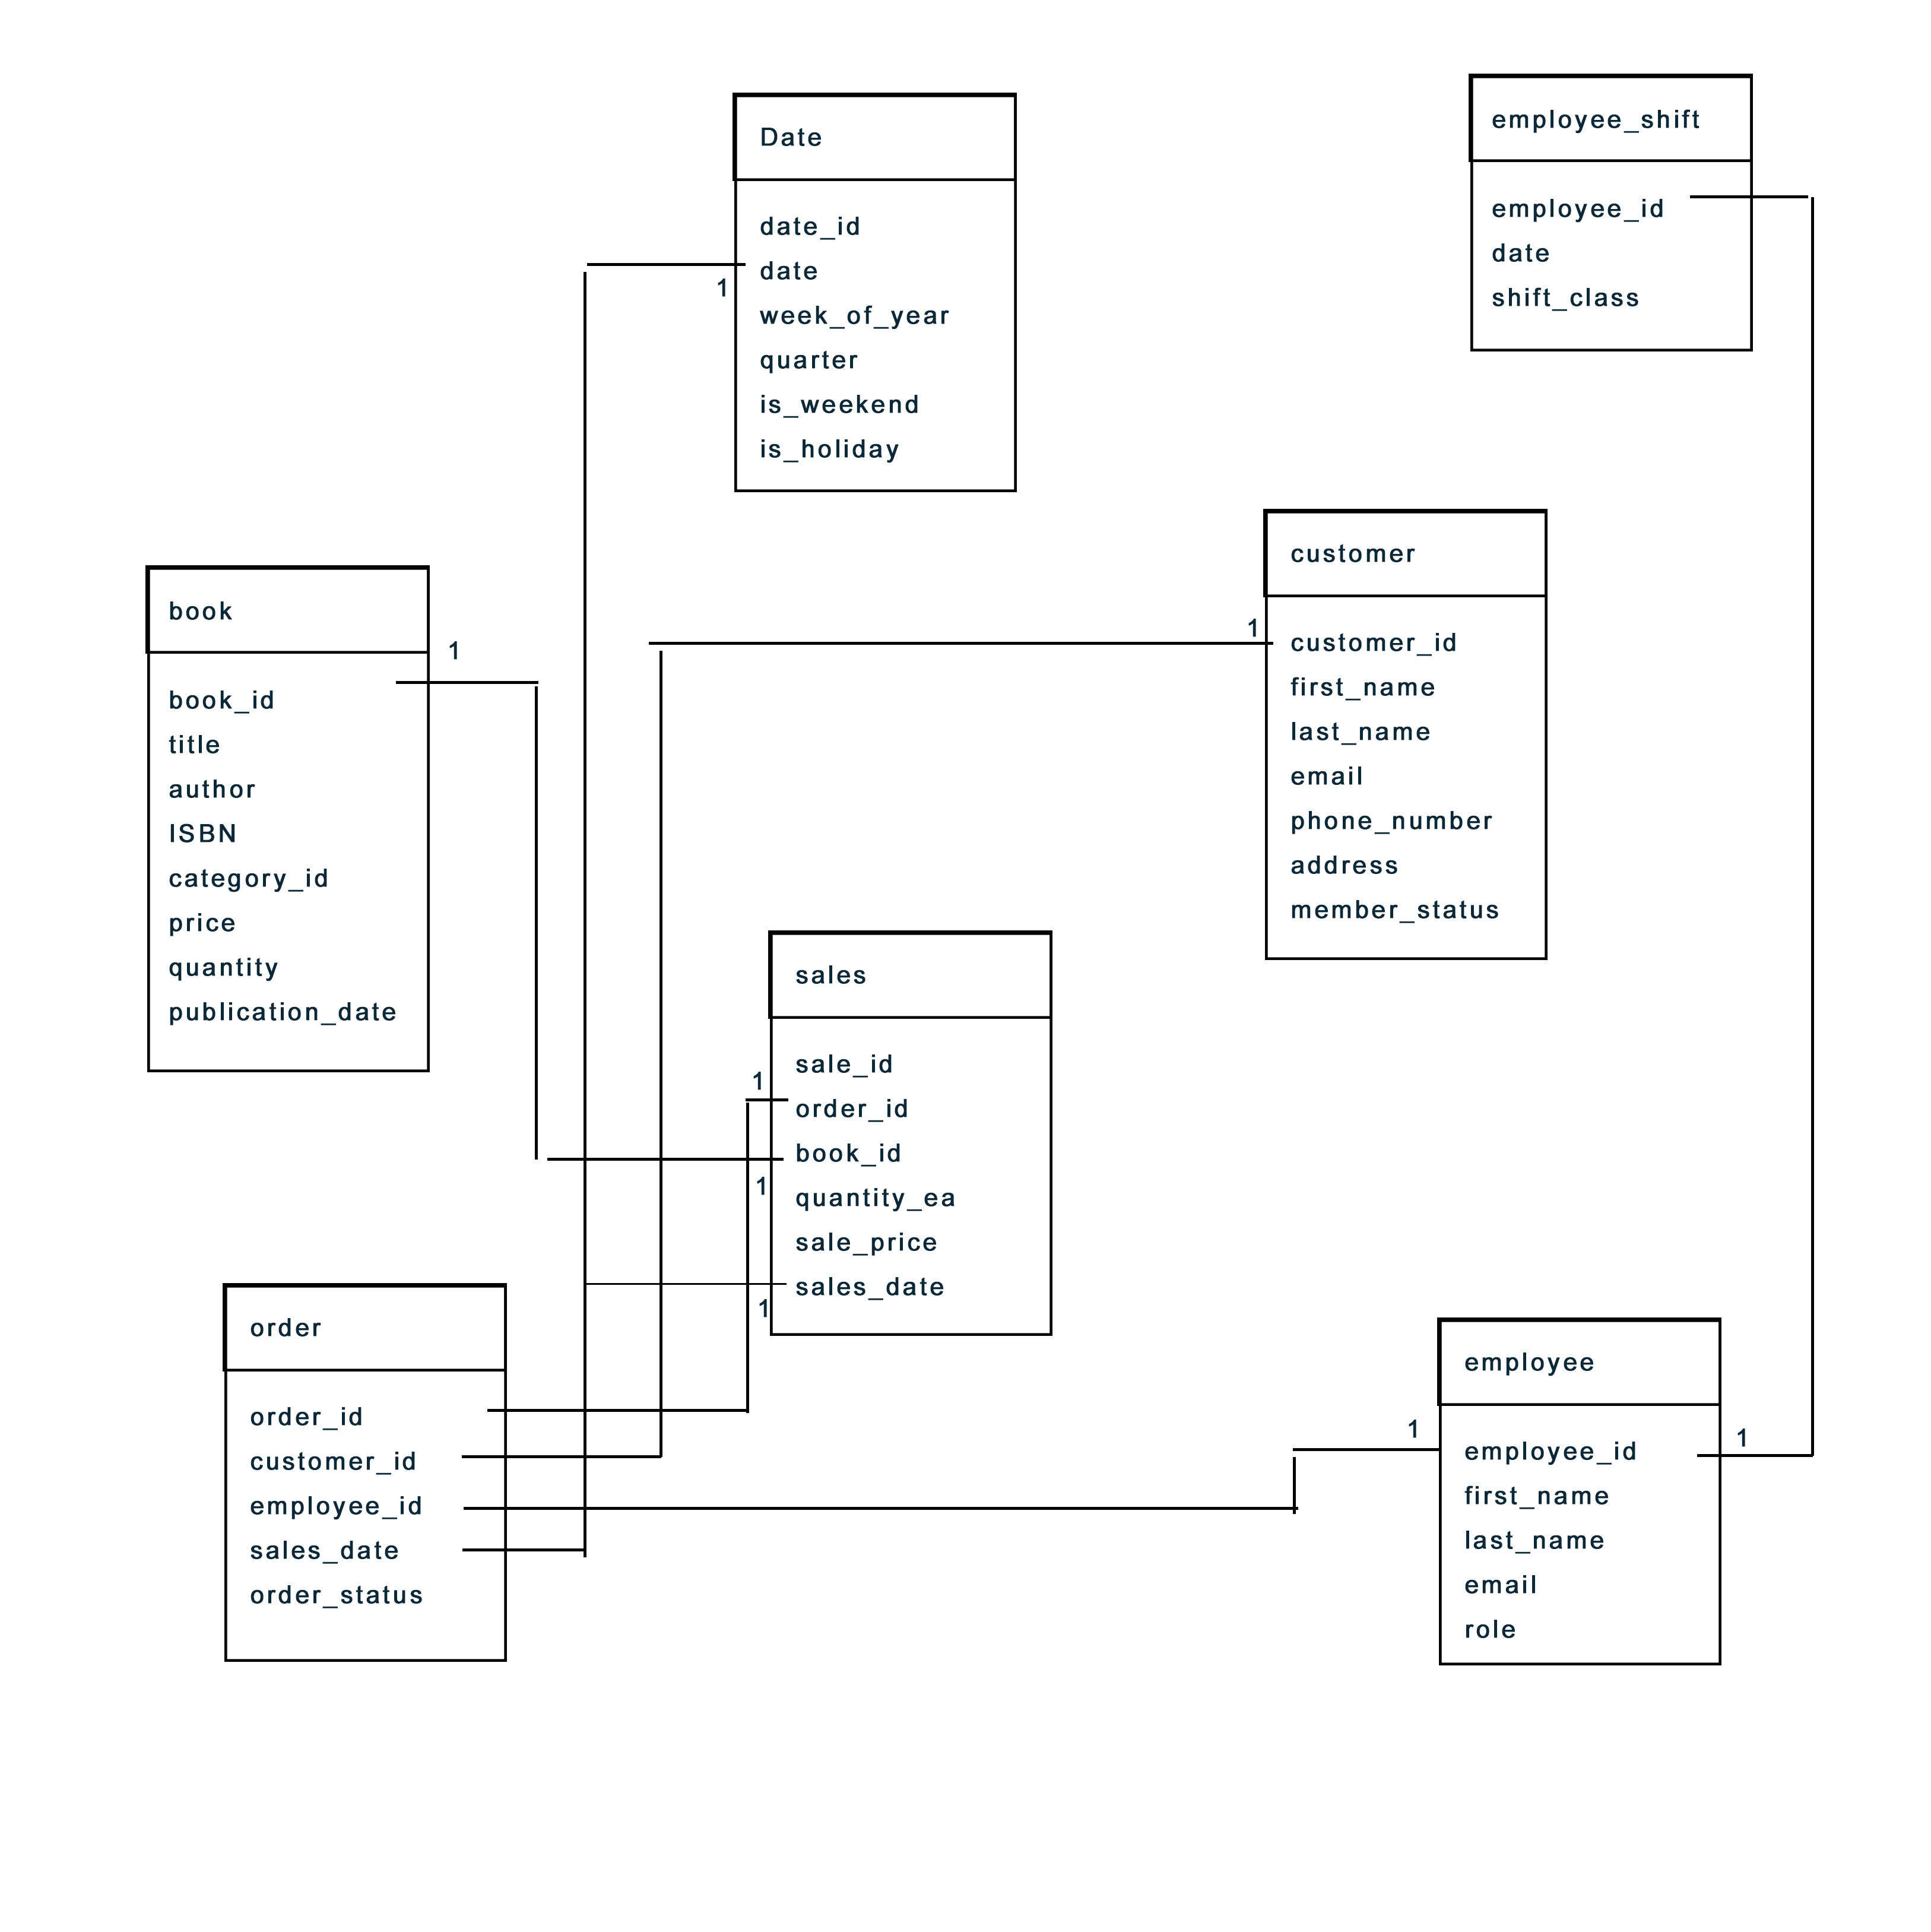 Date
date_id
date
1
week_of_year
quarter
is_weekend
is_holiday
employee_shift
employee_id
date
shift_class
book
1
book_id
title
author
ISBN
category_id
price
quantity
publication_date
customer
1
customer_id
first_name
last_name
email
phone_number
address
member_status
sales
sale_id
1
order_id
book_id
1
quantity_ea
sale_price
sales_date
1
order
order_id
customer_id
employee_id
sales_date
order_status
employee
1
1
employee_id
first_name
last_name
email
role